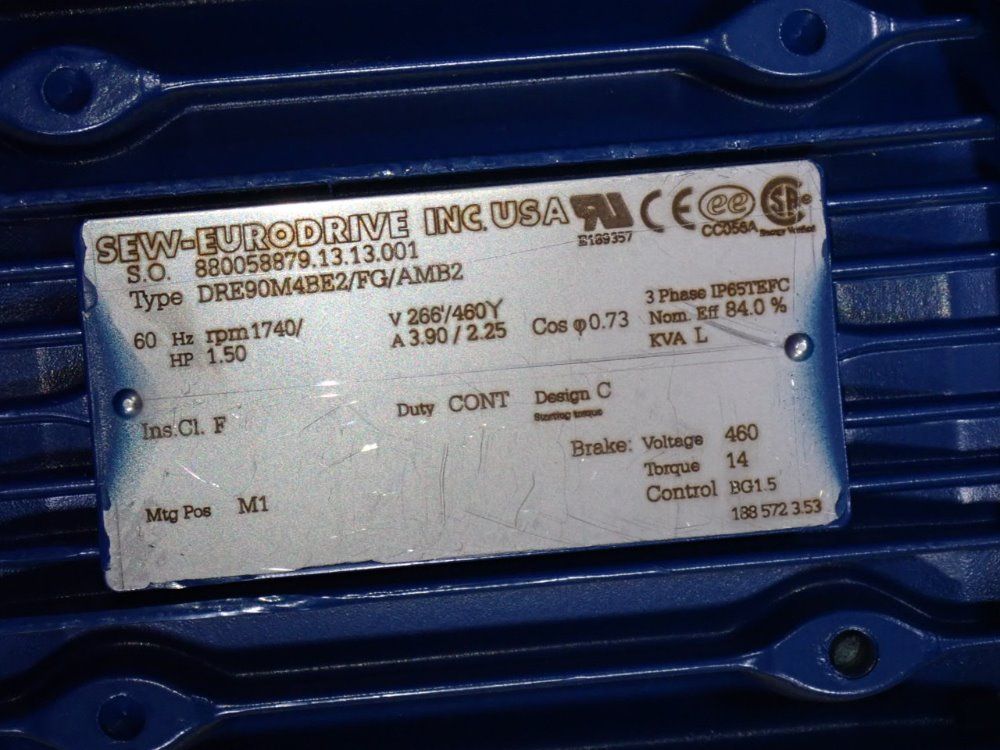 SEW-EURODRIVE INC. USA
E189357
CE
ee
CC056A
S.O. 880058879.13.13.001
Type DRE90M4BE2/FG/AMB2
60 Hz rpm 1740/ V 266'/460Y 3 Phase IP65TEFC
HP 1.50 A 3.90 / 2.25 Cos φ 0.73 Nom. Eff 84.0 %
KVA L
Ins.Cl. F Duty CONT Design C
Starting torque
Brake: Voltage 460
Torque 14
Mtg Pos M1 Control BG1.5
188 572 3.53